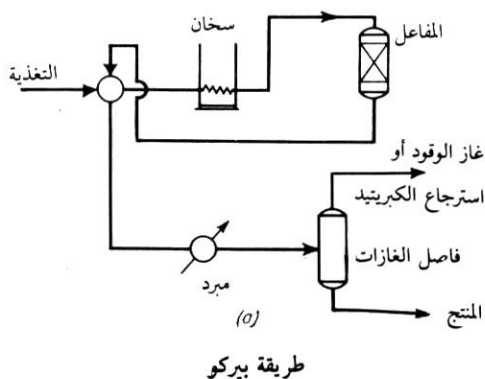 سخان
المفاعل
التغذية
غاز الوقود أو
استرجاع الكبريتيد
فاصل الغازات
مبرد
(a)
المنتج
طريقة بيركو